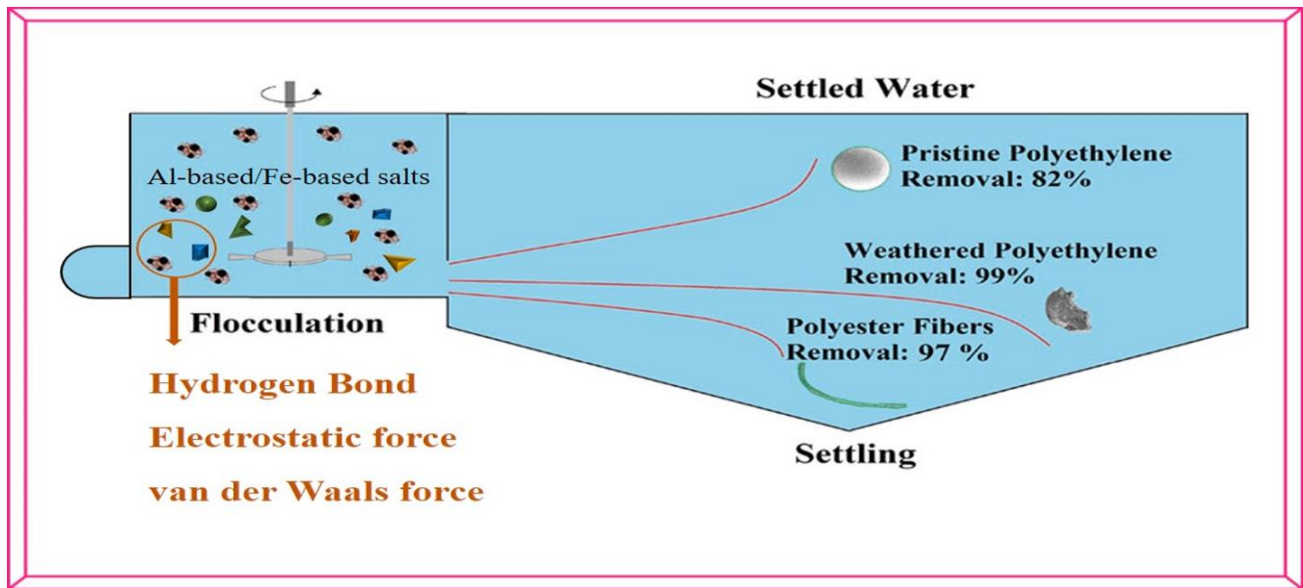 Settled Water
Pristine Polyethylene
Removal: 82%
Al-based/Fe-based salts
Weathered Polyethylene
Removal: 99%
Flocculation
Polyester Fibers
Removal: 97 %
Hydrogen Bond
Electrostatic force
van der Waals force
Settling